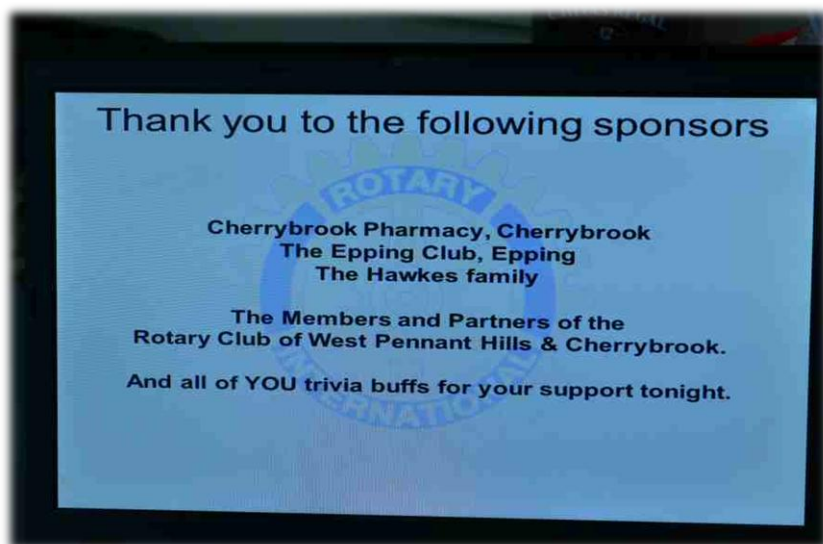 Thank you to the following sponsors
ROTARY
Cherrybrook Pharmacy, Cherrybrook
The Epping Club, Epping
The Hawkes family
The Members and Partners of the
Rotary Club of West Pennant Hills & Cherrybrook.
And all of YOU trivia buffs for your support tonight.
INTERNATIONAL